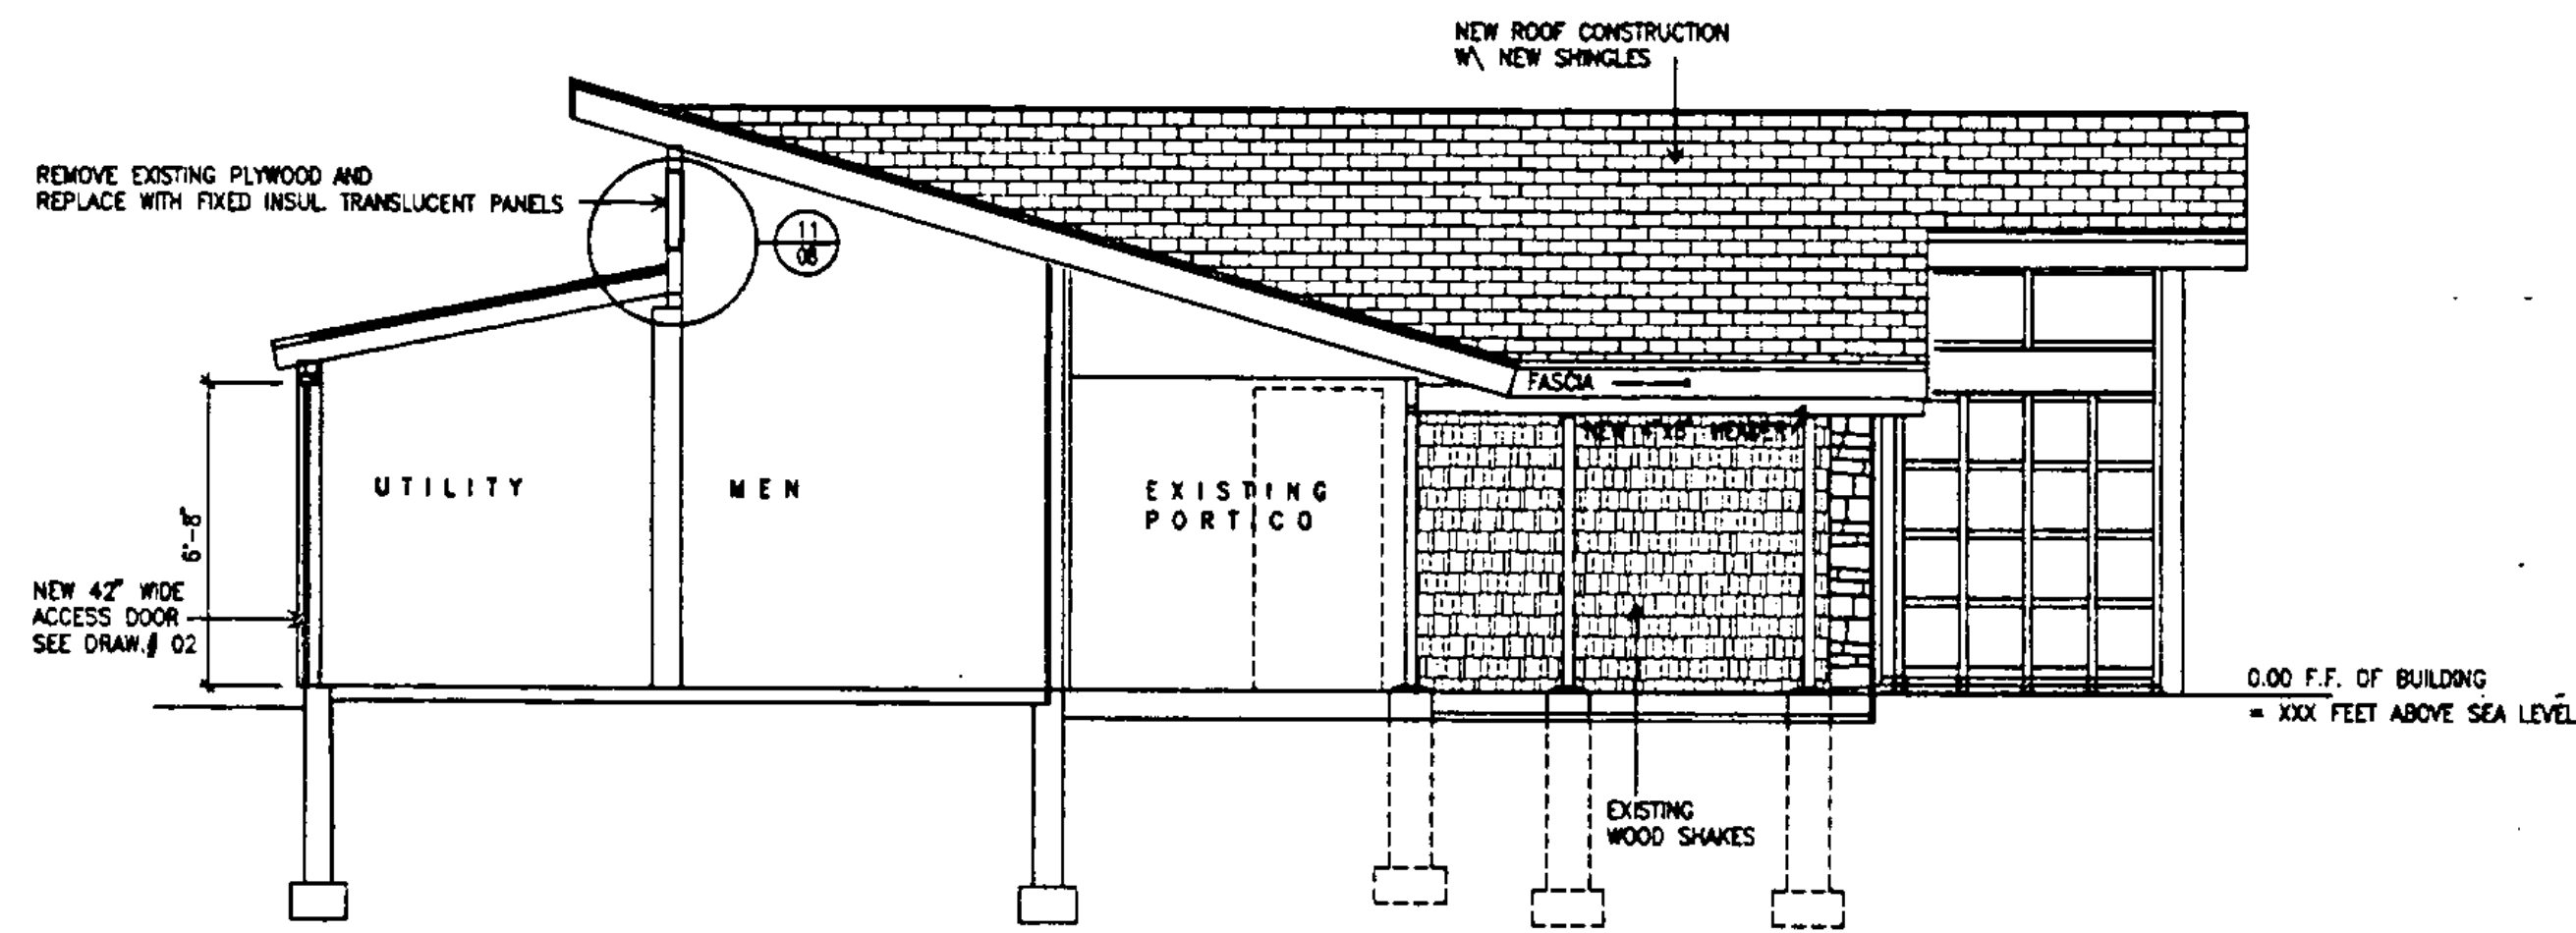 NEW ROOF CONSTRUCTION
W\ NEW SHINGLES
REMOVE EXISTING PLYWOOD AND
REPLACE WITH FIXED INSUL. TRANSLUCENT PANELS
11
08
FASCIA
NEW HEADER
UTILITY
MEN
EXISTING
PORTICO
6'-8"
NEW 42" WIDE
ACCESS DOOR
SEE DRAW.# 02
0.00 F.F. OF BUILDING
= XXX FEET ABOVE SEA LEVEL
EXISTING
WOOD SHAKES